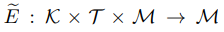 Ẽ : 𝒦 × 𝒯 × ℳ → ℳ